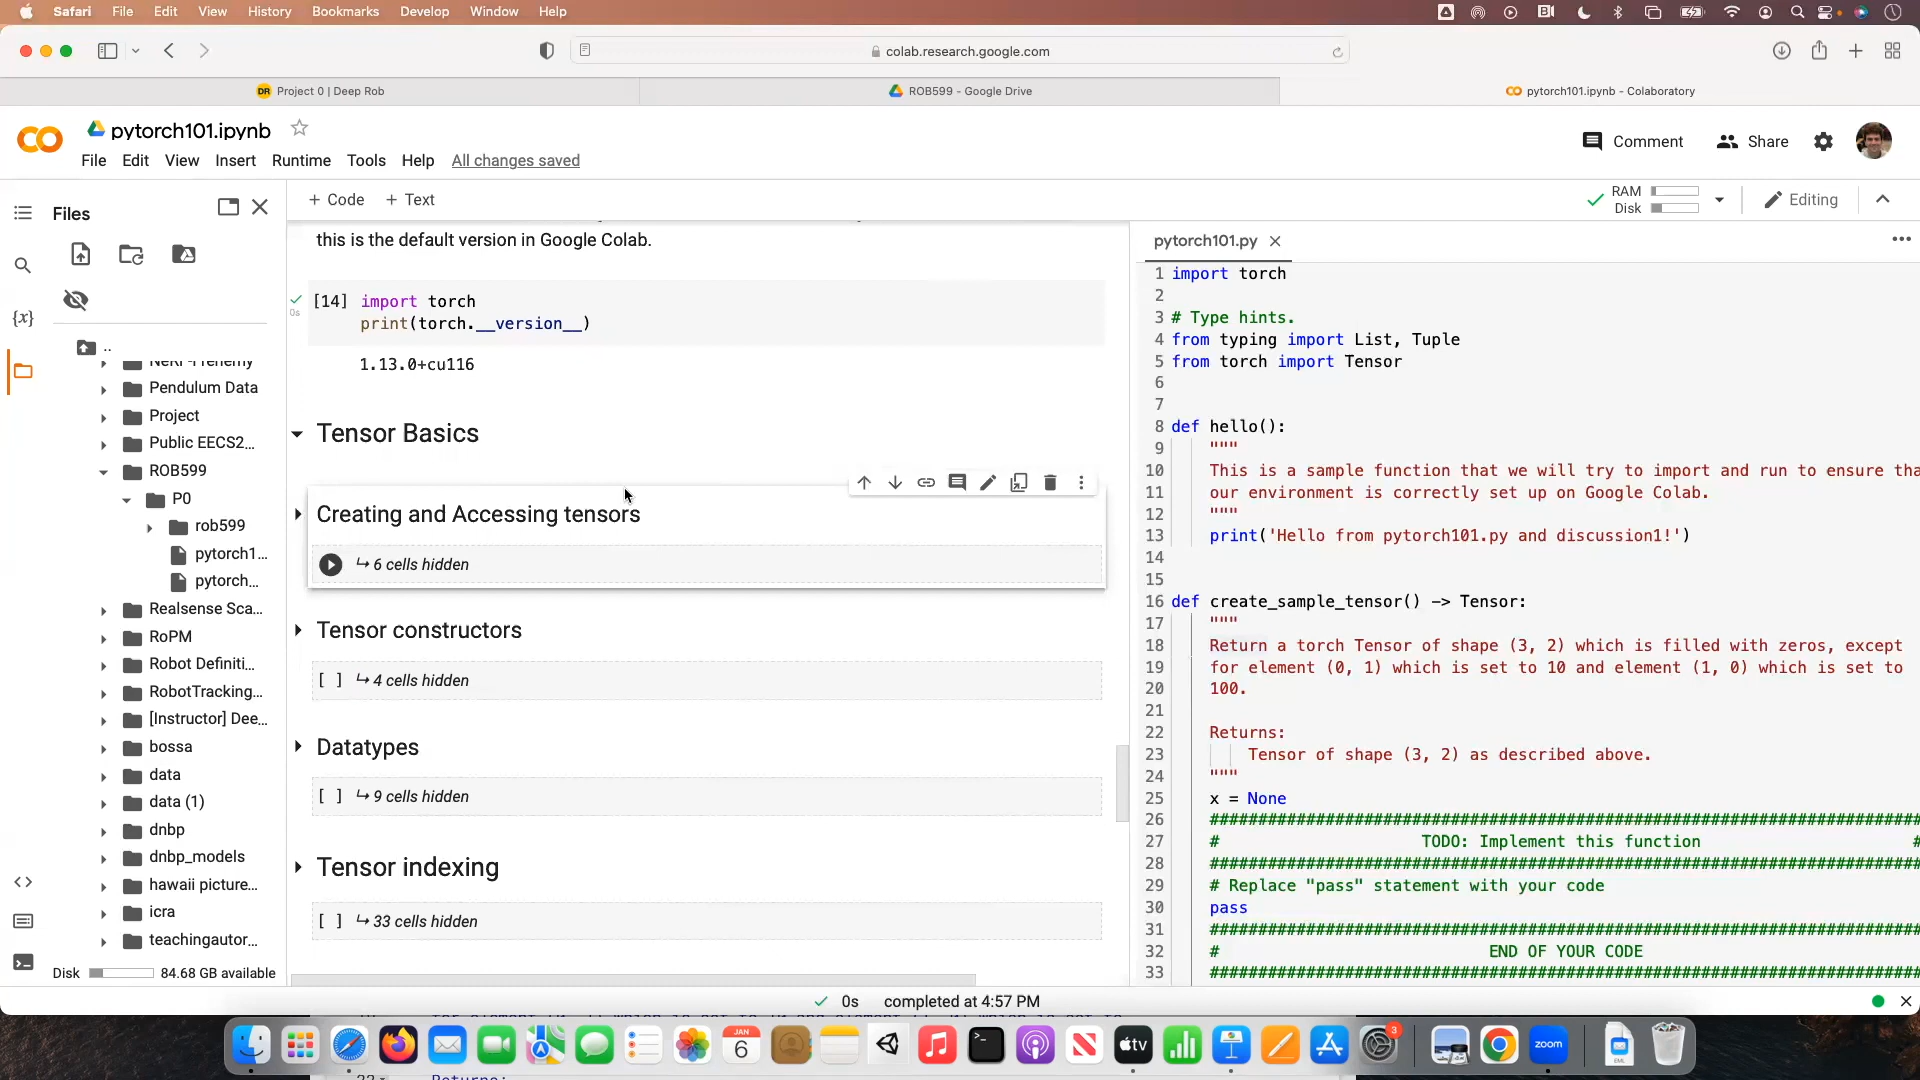 Safari File Edit View History Bookmarks Develop Window Help
colab.research.google.com
DR Project 0 | Deep Rob
ROB599 - Google Drive
pytorch101.ipynb - Colaboratory
pytorch101.ipynb
File Edit View Insert Runtime Tools Help All changes saved
Comment Share
Files
+ Code + Text
RAM
Disk
Editing
..
Pendulum Data
Project
Public EECS2...
ROB599
P0
rob599
pytorch1...
pytorch...
Realsense Sca...
RoPM
Robot Definiti...
RobotTracking...
[Instructor] Dee...
bossa
data
data (1)
dnbp
dnbp_models
hawaii picture...
icra
teachingautor...
Disk 84.68 GB available
this is the default version in Google Colab.
0s
[14] import torch
print(torch.__version__)
1.13.0+cu116
Tensor Basics
Creating and Accessing tensors
6 cells hidden
Tensor constructors
[ ] 4 cells hidden
Datatypes
[ ] 9 cells hidden
Tensor indexing
[ ] 33 cells hidden
pytorch101.py
1 import torch
2
3 # Type hints.
4 from typing import List, Tuple
5 from torch import Tensor
6
7
8 def hello():
9 """
10 This is a sample function that we will try to import and run to ensure tha
11 our environment is correctly set up on Google Colab.
12 """
13 print('Hello from pytorch101.py and discussion1!')
14
15
16 def create_sample_tensor() -> Tensor:
17 """
18 Return a torch Tensor of shape (3, 2) which is filled with zeros, except
19 for element (0, 1) which is set to 10 and element (1, 0) which is set to
20 100.
21
22 Returns:
23 Tensor of shape (3, 2) as described above.
24 """
25 x = None
26 ##########################################################################
27 # TODO: Implement this function #
28 ##########################################################################
29 # Replace "pass" statement with your code
30 pass
31 ##########################################################################
32 # END OF YOUR CODE
33 ##########################################################################
0s completed at 4:57 PM
JAN
6
tv
3
zoom